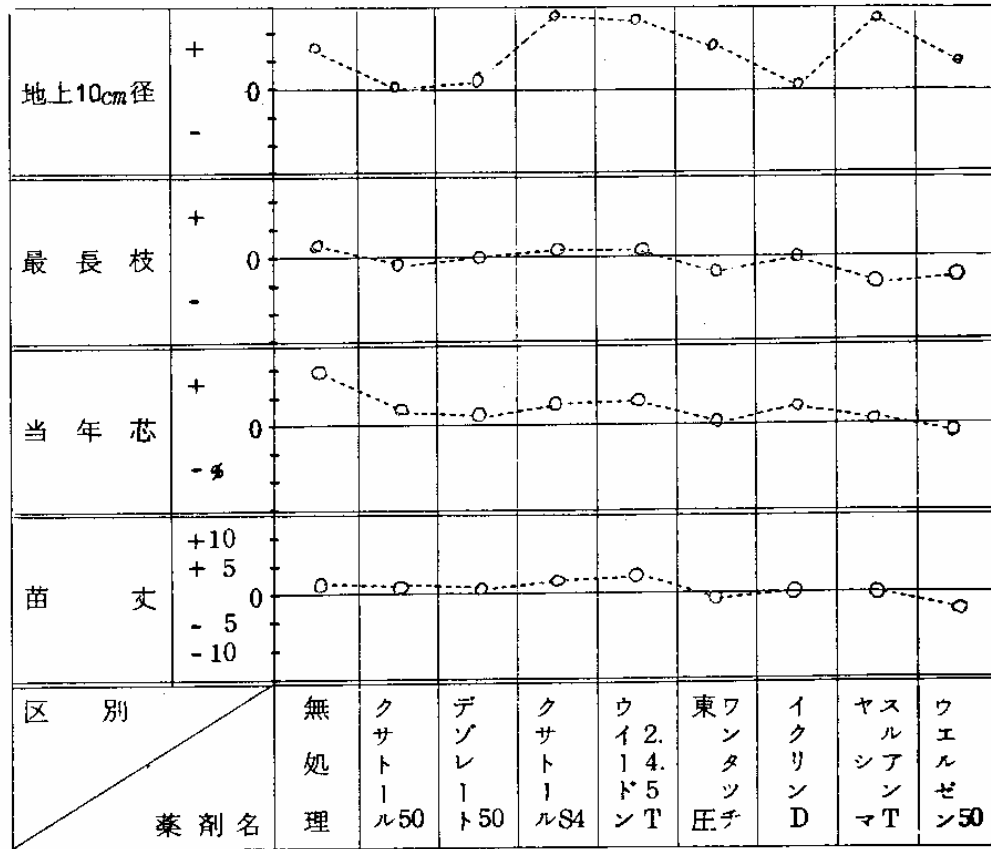 地上10cm径
+
0
-
最長枝
+
0
-
当年芯
+
0
-%
苗丈
+10
+ 5
0
- 5
-10
区別
薬剤名
無処理
クサトール50
デゾレート50
クサトールS4
ウイードン
2.4.5T
東圧
ワンタッチ
イクリンD
ヤシマ
スルアンT
ウエルゼン50